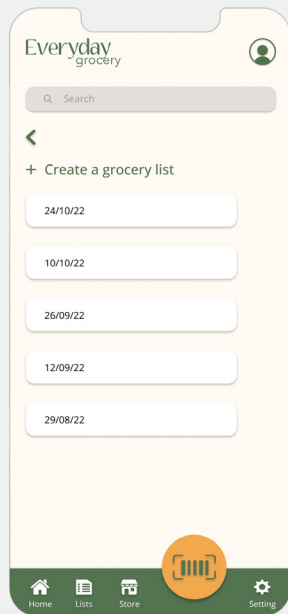 Everyday
grocery
Search
+ Create a grocery list
24/10/22
10/10/22
26/09/22
12/09/22
29/08/22
Home Lists Store Setting